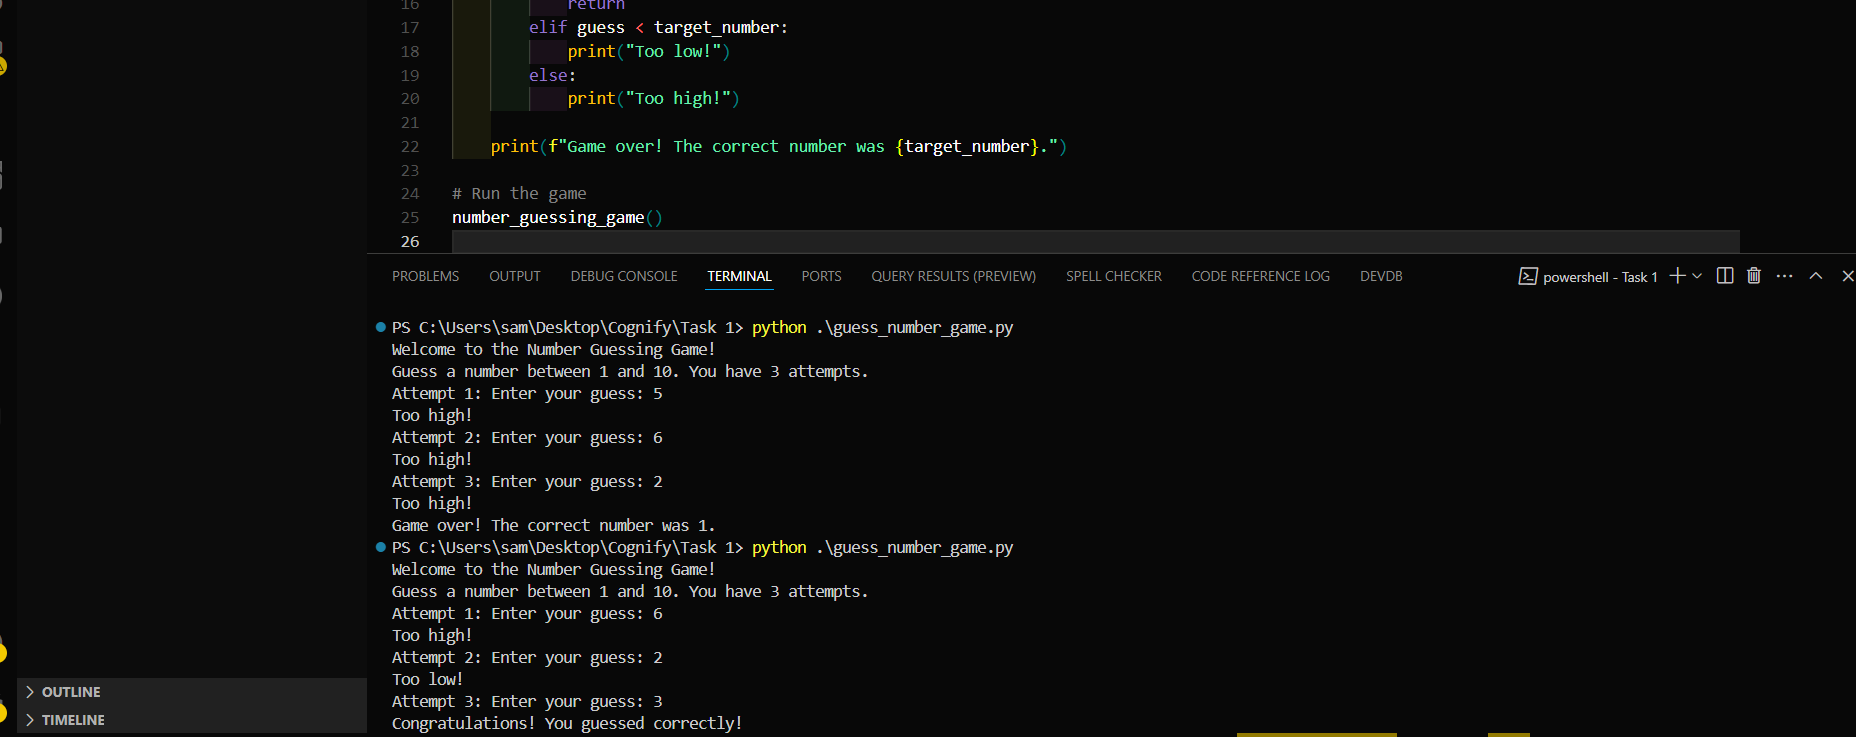 16 return
17 elif guess < target_number:
18 print("Too low!")
19 else:
20 print("Too high!")
21
22 print(f"Game over! The correct number was {target_number}.")
23
24 # Run the game
25 number_guessing_game()
26
PROBLEMS OUTPUT DEBUG CONSOLE TERMINAL PORTS QUERY RESULTS (PREVIEW) SPELL CHECKER CODE REFERENCE LOG DEVDB powershell - Task 1
PS C:\Users\sam\Desktop\Cognify\Task 1> python .\guess_number_game.py
Welcome to the Number Guessing Game!
Guess a number between 1 and 10. You have 3 attempts.
Attempt 1: Enter your guess: 5
Too high!
Attempt 2: Enter your guess: 6
Too high!
Attempt 3: Enter your guess: 2
Too high!
Game over! The correct number was 1.
PS C:\Users\sam\Desktop\Cognify\Task 1> python .\guess_number_game.py
Welcome to the Number Guessing Game!
Guess a number between 1 and 10. You have 3 attempts.
Attempt 1: Enter your guess: 6
Too high!
Attempt 2: Enter your guess: 2
Too low!
Attempt 3: Enter your guess: 3
Congratulations! You guessed correctly!
OUTLINE
TIMELINE